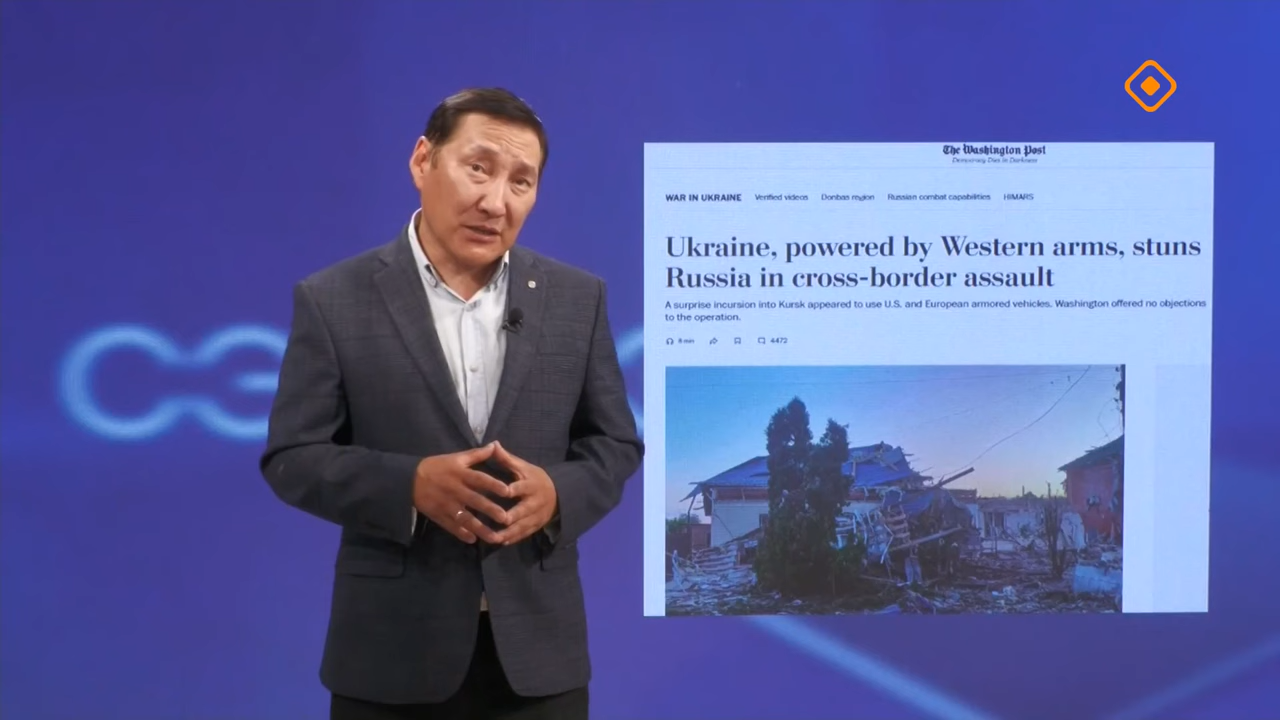 The Washington Post
Democracy Dies in Darkness
WAR IN UKRAINE Verified videos Donbas region Russian combat capabilities HIMARS
Ukraine, powered by Western arms, stuns
Russia in cross-border assault
A surprise incursion into Kursk appeared to use U.S. and European armored vehicles. Washington offered no objections
to the operation.
8 min 4472